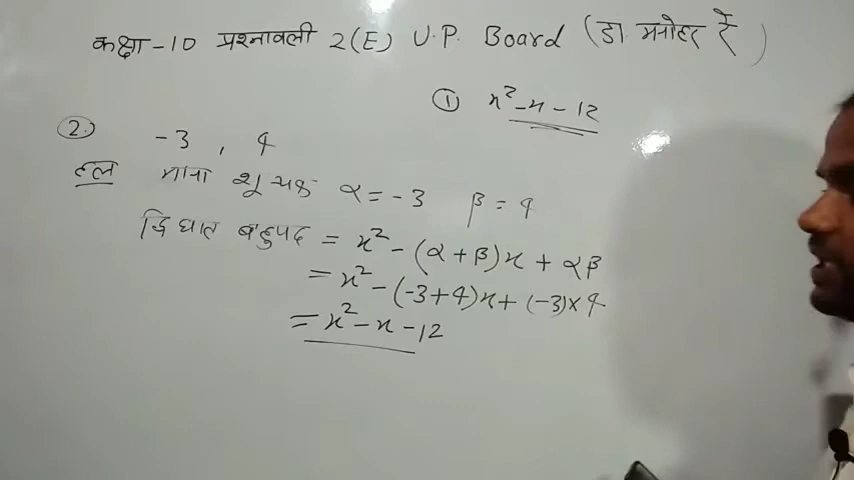 कक्षा -10 प्रश्नावली 2(E) U.P. Board (डा. मनोहर रे)
① x² - x - 12
②. -3, 4
हल माना शून्यक α = -3 β = 4
द्विघात बहुपद = x² - (α + β)x + αβ
= x² - (-3+4)x + (-3)×4
= x² - x - 12